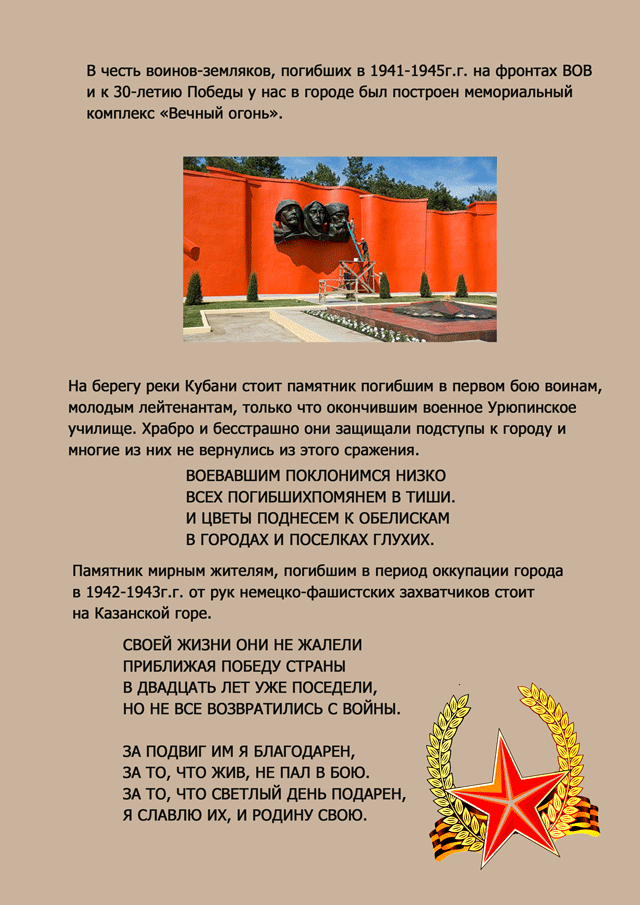 В честь воинов-земляков, погибших в 1941-1945г.г. на фронтах ВОВ
и к 30-летию Победы у нас в городе был построен мемориальный
комплекс «Вечный огонь».
На берегу реки Кубани стоит памятник погибшим в первом бою воинам,
молодым лейтенантам, только что окончившим военное Урюпинское
училище. Храбро и бесстрашно они защищали подступы к городу и
многие из них не вернулись из этого сражения.
ВОЕВАВШИМ ПОКЛОНИМСЯ НИЗКО
ВСЕХ ПОГИБШИХПОМЯНЕМ В ТИШИ.
И ЦВЕТЫ ПОДНЕСЕМ К ОБЕЛИСКАМ
В ГОРОДАХ И ПОСЕЛКАХ ГЛУХИХ.
Памятник мирным жителям, погибшим в период оккупации города
в 1942-1943г.г. от рук немецко-фашистских захватчиков стоит
на Казанской горе.
СВОЕЙ ЖИЗНИ ОНИ НЕ ЖАЛЕЛИ
ПРИБЛИЖАЯ ПОБЕДУ СТРАНЫ
В ДВАДЦАТЬ ЛЕТ УЖЕ ПОСЕДЕЛИ,
НО НЕ ВСЕ ВОЗВРАТИЛИСЬ С ВОЙНЫ.
ЗА ПОДВИГ ИМ Я БЛАГОДАРЕН,
ЗА ТО, ЧТО ЖИВ, НЕ ПАЛ В БОЮ.
ЗА ТО, ЧТО СВЕТЛЫЙ ДЕНЬ ПОДАРЕН,
Я СЛАВЛЮ ИХ, И РОДИНУ СВОЮ.